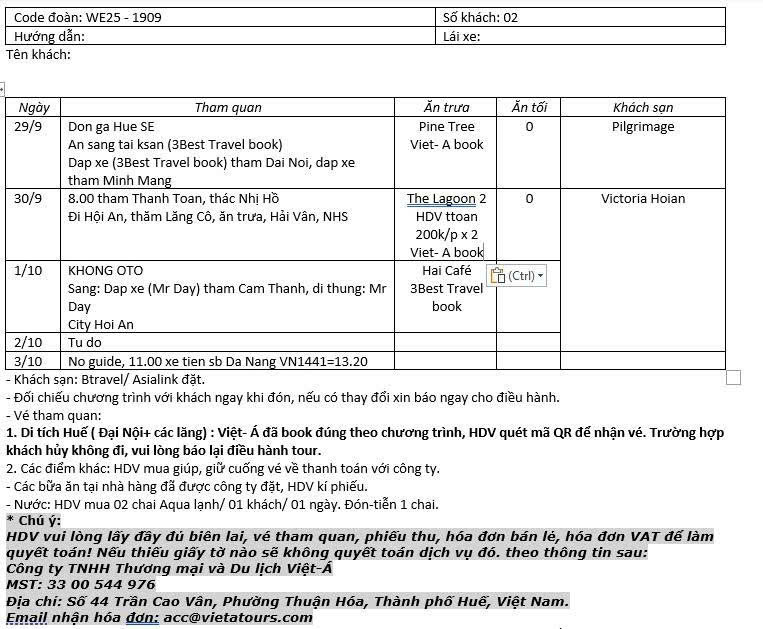 Code đoàn: WE25 - 1909 Số khách: 02
Hướng dẫn: Lái xe:
Tên khách:
Ngày Tham quan Ăn trưa Ăn tối Khách sạn
29/9 Don ga Hue SE Pine Tree 0 Pilgrimage
An sang tai ksan (3Best Travel book) Viet- A book
Dap xe (3Best Travel book) tham Dai Noi, dap xe
tham Minh Mang
30/9 8.00 tham Thanh Toan, thác Nhị Hồ The Lagoon 2 0 Victoria Hoian
Đi Hội An, thăm Lăng Cô, ăn trưa, Hải Vân, NHS HDV ttoan
200k/p x 2
Viet- A book
1/10 KHONG OTO Hai Café (Ctrl)
Sang: Dap xe (Mr Day) tham Cam Thanh, di thung: Mr 3Best Travel
Day book
City Hoi An
2/10 Tu do
3/10 No guide, 11.00 xe tien sb Da Nang VN1441=13.20
- Khách sạn: Btravel/ Asialink đặt.
- Đối chiếu chương trình với khách ngay khi đón, nếu có thay đổi xin báo ngay cho điều hành.
- Vé tham quan:
1. Di tích Huế ( Đại Nội+ các lăng) : Việt- Á đã book đúng theo chương trình, HDV quét mã QR để nhận vé. Trường hợp
khách hủy không đi, vui lòng báo lại điều hành tour.
2. Các điểm khác: HDV mua giúp, giữ cuống vé về thanh toán với công ty.
- Các bữa ăn tại nhà hàng đã được công ty đặt, HDV kí phiếu.
- Nước: HDV mua 02 chai Aqua lạnh/ 01 khách/ 01 ngày. Đón-tiễn 1 chai.
* Chú ý:
HDV vui lòng lấy đầy đủ biên lai, vé tham quan, phiếu thu, hóa đơn bán lẻ, hóa đơn VAT để làm
quyết toán! Nếu thiếu giấy tờ nào sẽ không quyết toán dịch vụ đó. theo thông tin sau:
Công ty TNHH Thương mại và Du lịch Việt-Á
MST: 33 00 544 976
Địa chỉ: Số 44 Trần Cao Vân, Phường Thuận Hóa, Thành phố Huế, Việt Nam.
Email nhận hóa đơn: acc@vietatours.com